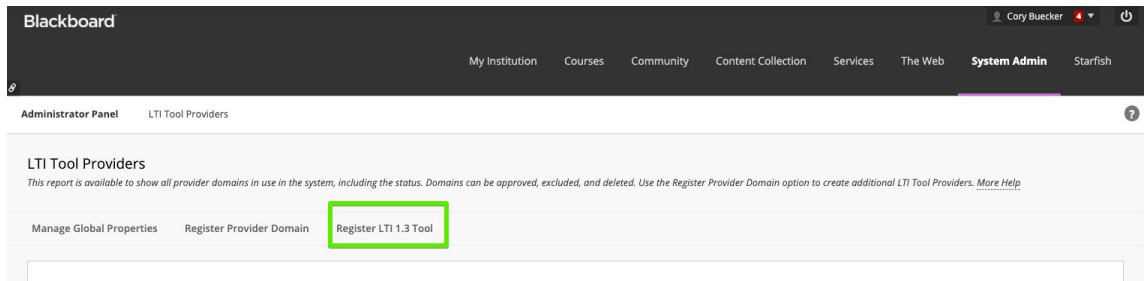 Blackboard
Cory Buecker 4
My Institution Courses Community Content Collection Services The Web System Admin Starfish
Administrator Panel LTI Tool Providers ?
LTI Tool Providers
This report is available to show all provider domains in use in the system, including the status. Domains can be approved, excluded, and deleted. Use the Register Provider Domain option to create additional LTI Tool Providers. More Help
Manage Global Properties Register Provider Domain Register LTI 1.3 Tool